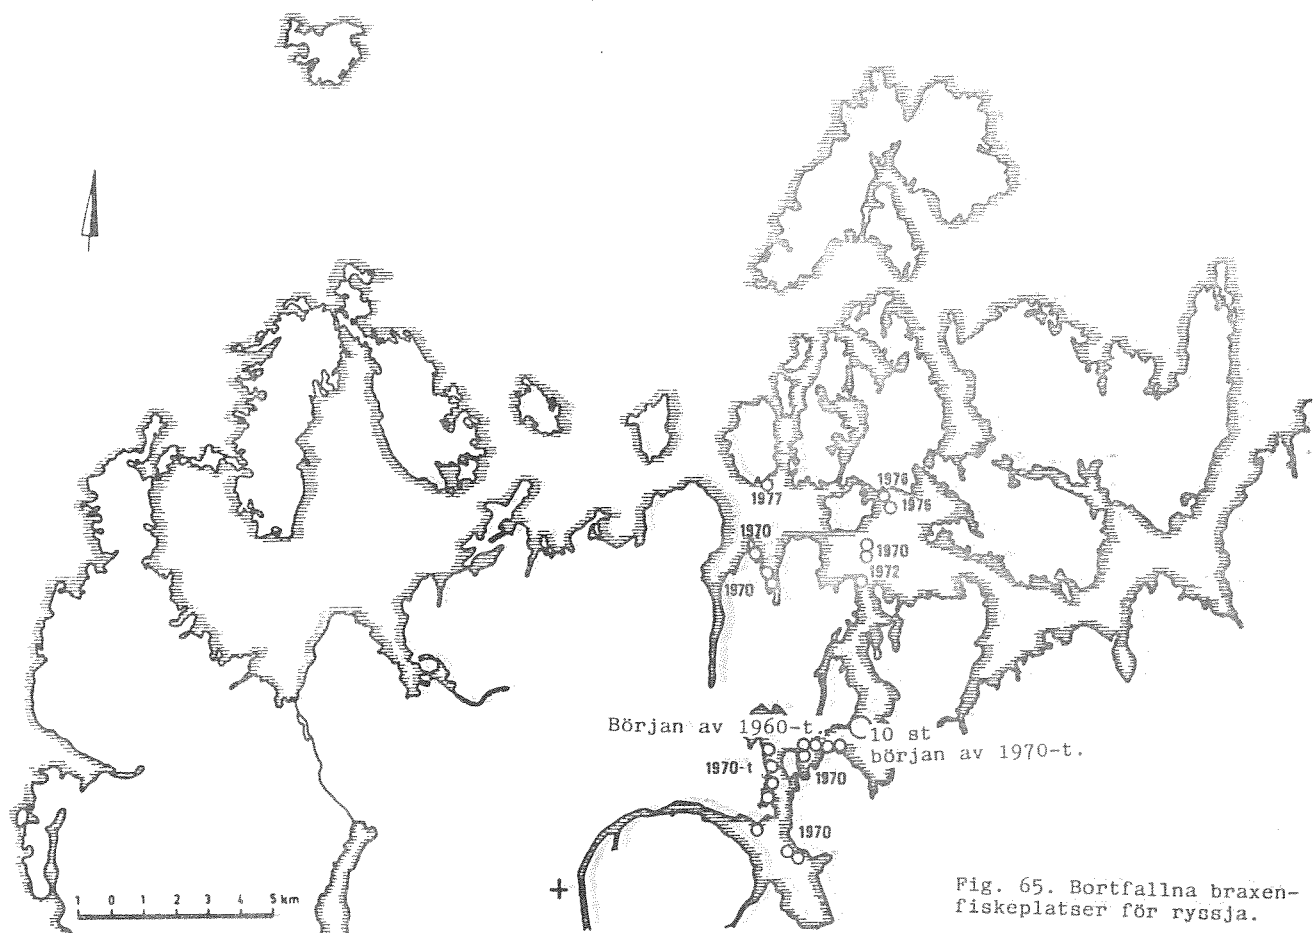 1977
1976
1976
1970
1970
1972
1970
Början av 1960-t.
10 st
början av 1970-t.
1970-t
1970
1970
1 0 1 2 3 4 5 km
Fig. 65. Bortfallna braxen-
fiskeplatser för ryssja.